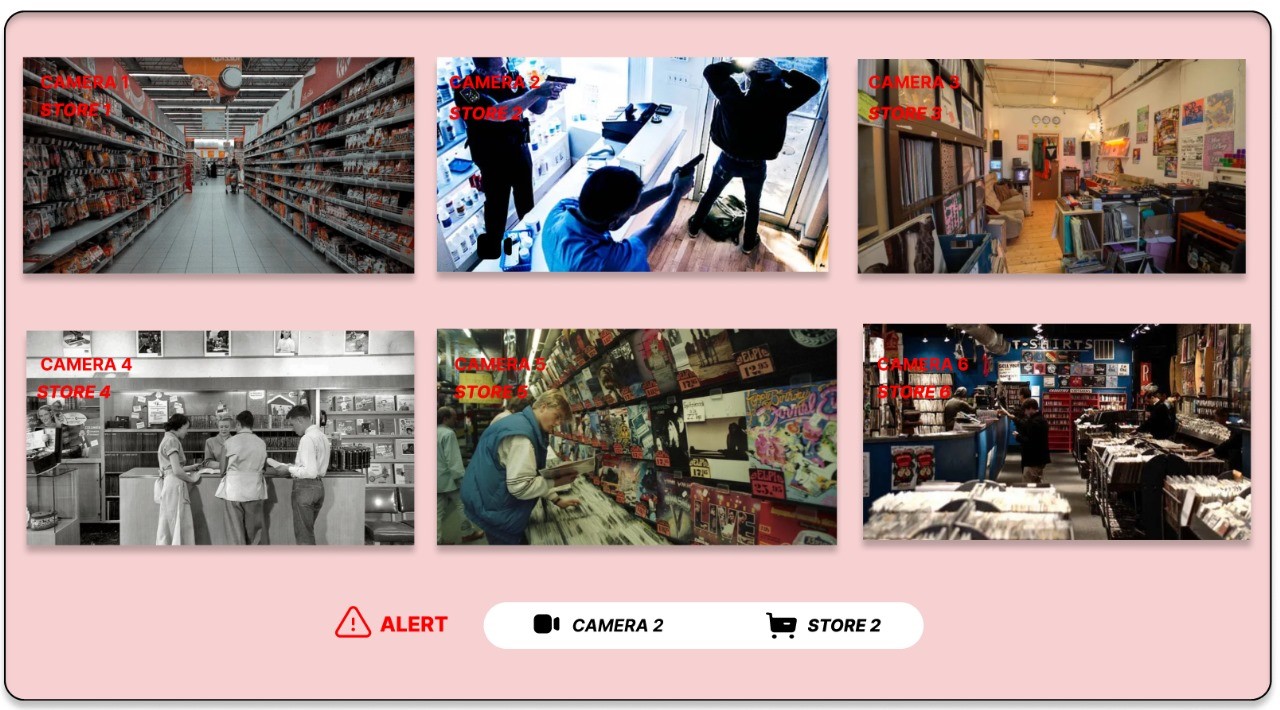 CAMERA 1
STORE 1
CAMERA 2
STORE 2
CAMERA 3
STORE 3
CAMERA 4
STORE 4
CAMERA 5
STORE 5
CAMERA 6
STORE 6
T-SHIRTS
ALERT
CAMERA 2
STORE 2